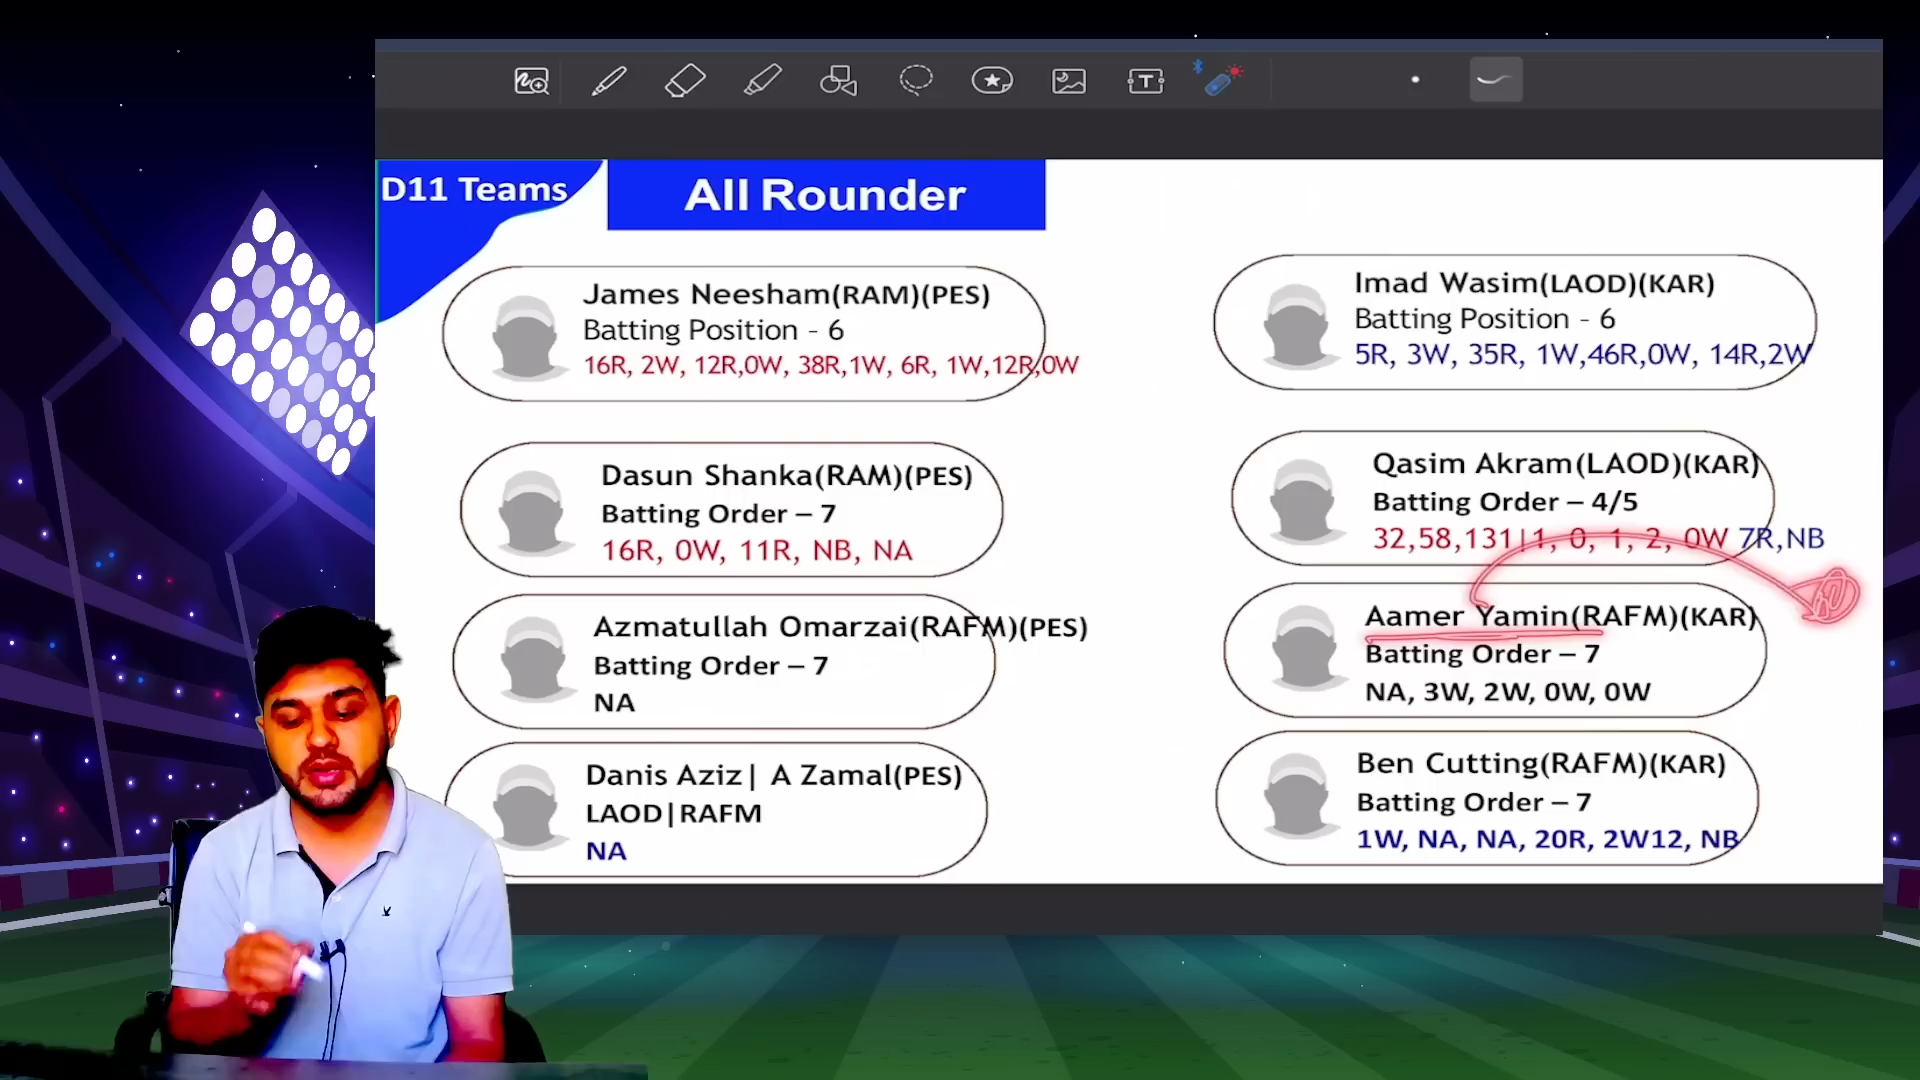 D11 Teams
All Rounder
James Neesham(RAM)(PES)
Batting Position - 6
16R, 2W, 12R,0W, 38R,1W, 6R, 1W,12R,0W
Dasun Shanka(RAM)(PES)
Batting Order – 7
16R, 0W, 11R, NB, NA
Azmatullah Omarzai(RAFM)(PES)
Batting Order – 7
NA
Danis Aziz| A Zamal(PES)
LAOD|RAFM
NA
Imad Wasim(LAOD)(KAR)
Batting Position - 6
5R, 3W, 35R, 1W,46R,0W, 14R,2W
Qasim Akram(LAOD)(KAR)
Batting Order – 4/5
32,58,131|1, 0, 1, 2, 0W 7R,NB
Aamer Yamin(RAFM)(KAR)
Batting Order – 7
NA, 3W, 2W, 0W, 0W
Ben Cutting(RAFM)(KAR)
Batting Order – 7
1W, NA, NA, 20R, 2W12, NB